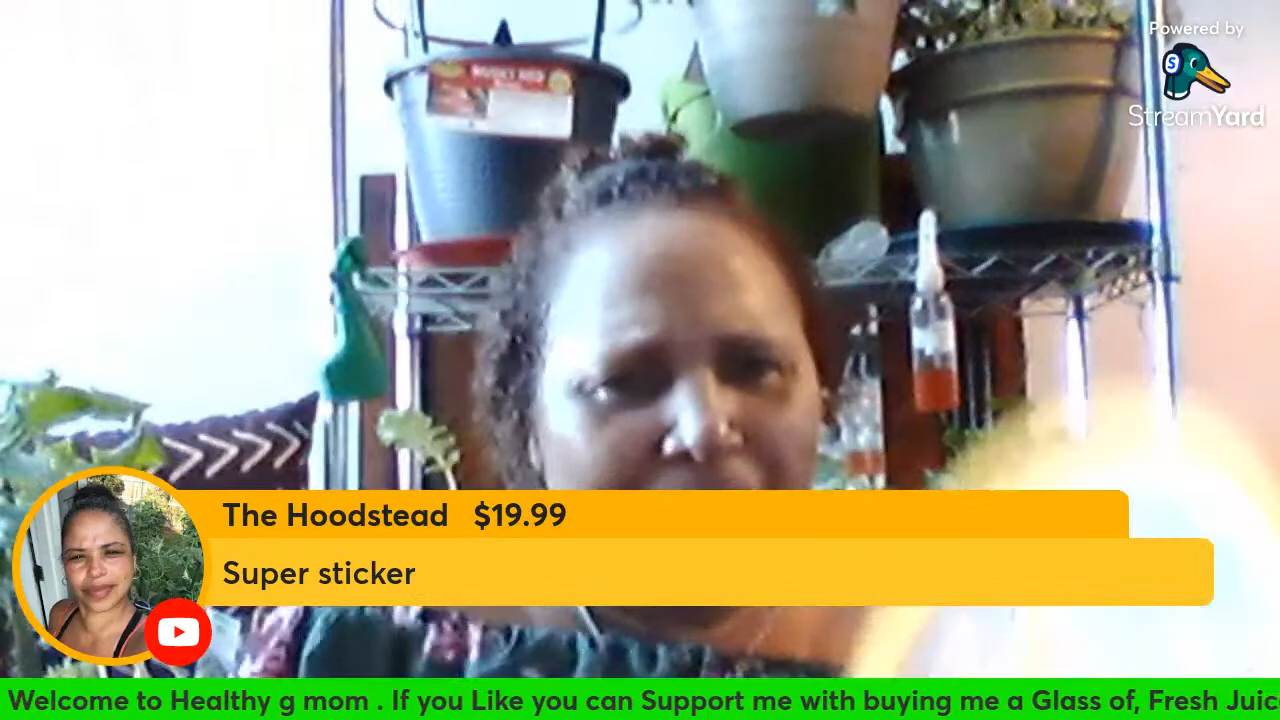 Powered by
StreamYard
The Hoodstead $19.99
Super sticker
Welcome to Healthy g mom . If you Like you can Support me with buying me a Glass of, Fresh Juic